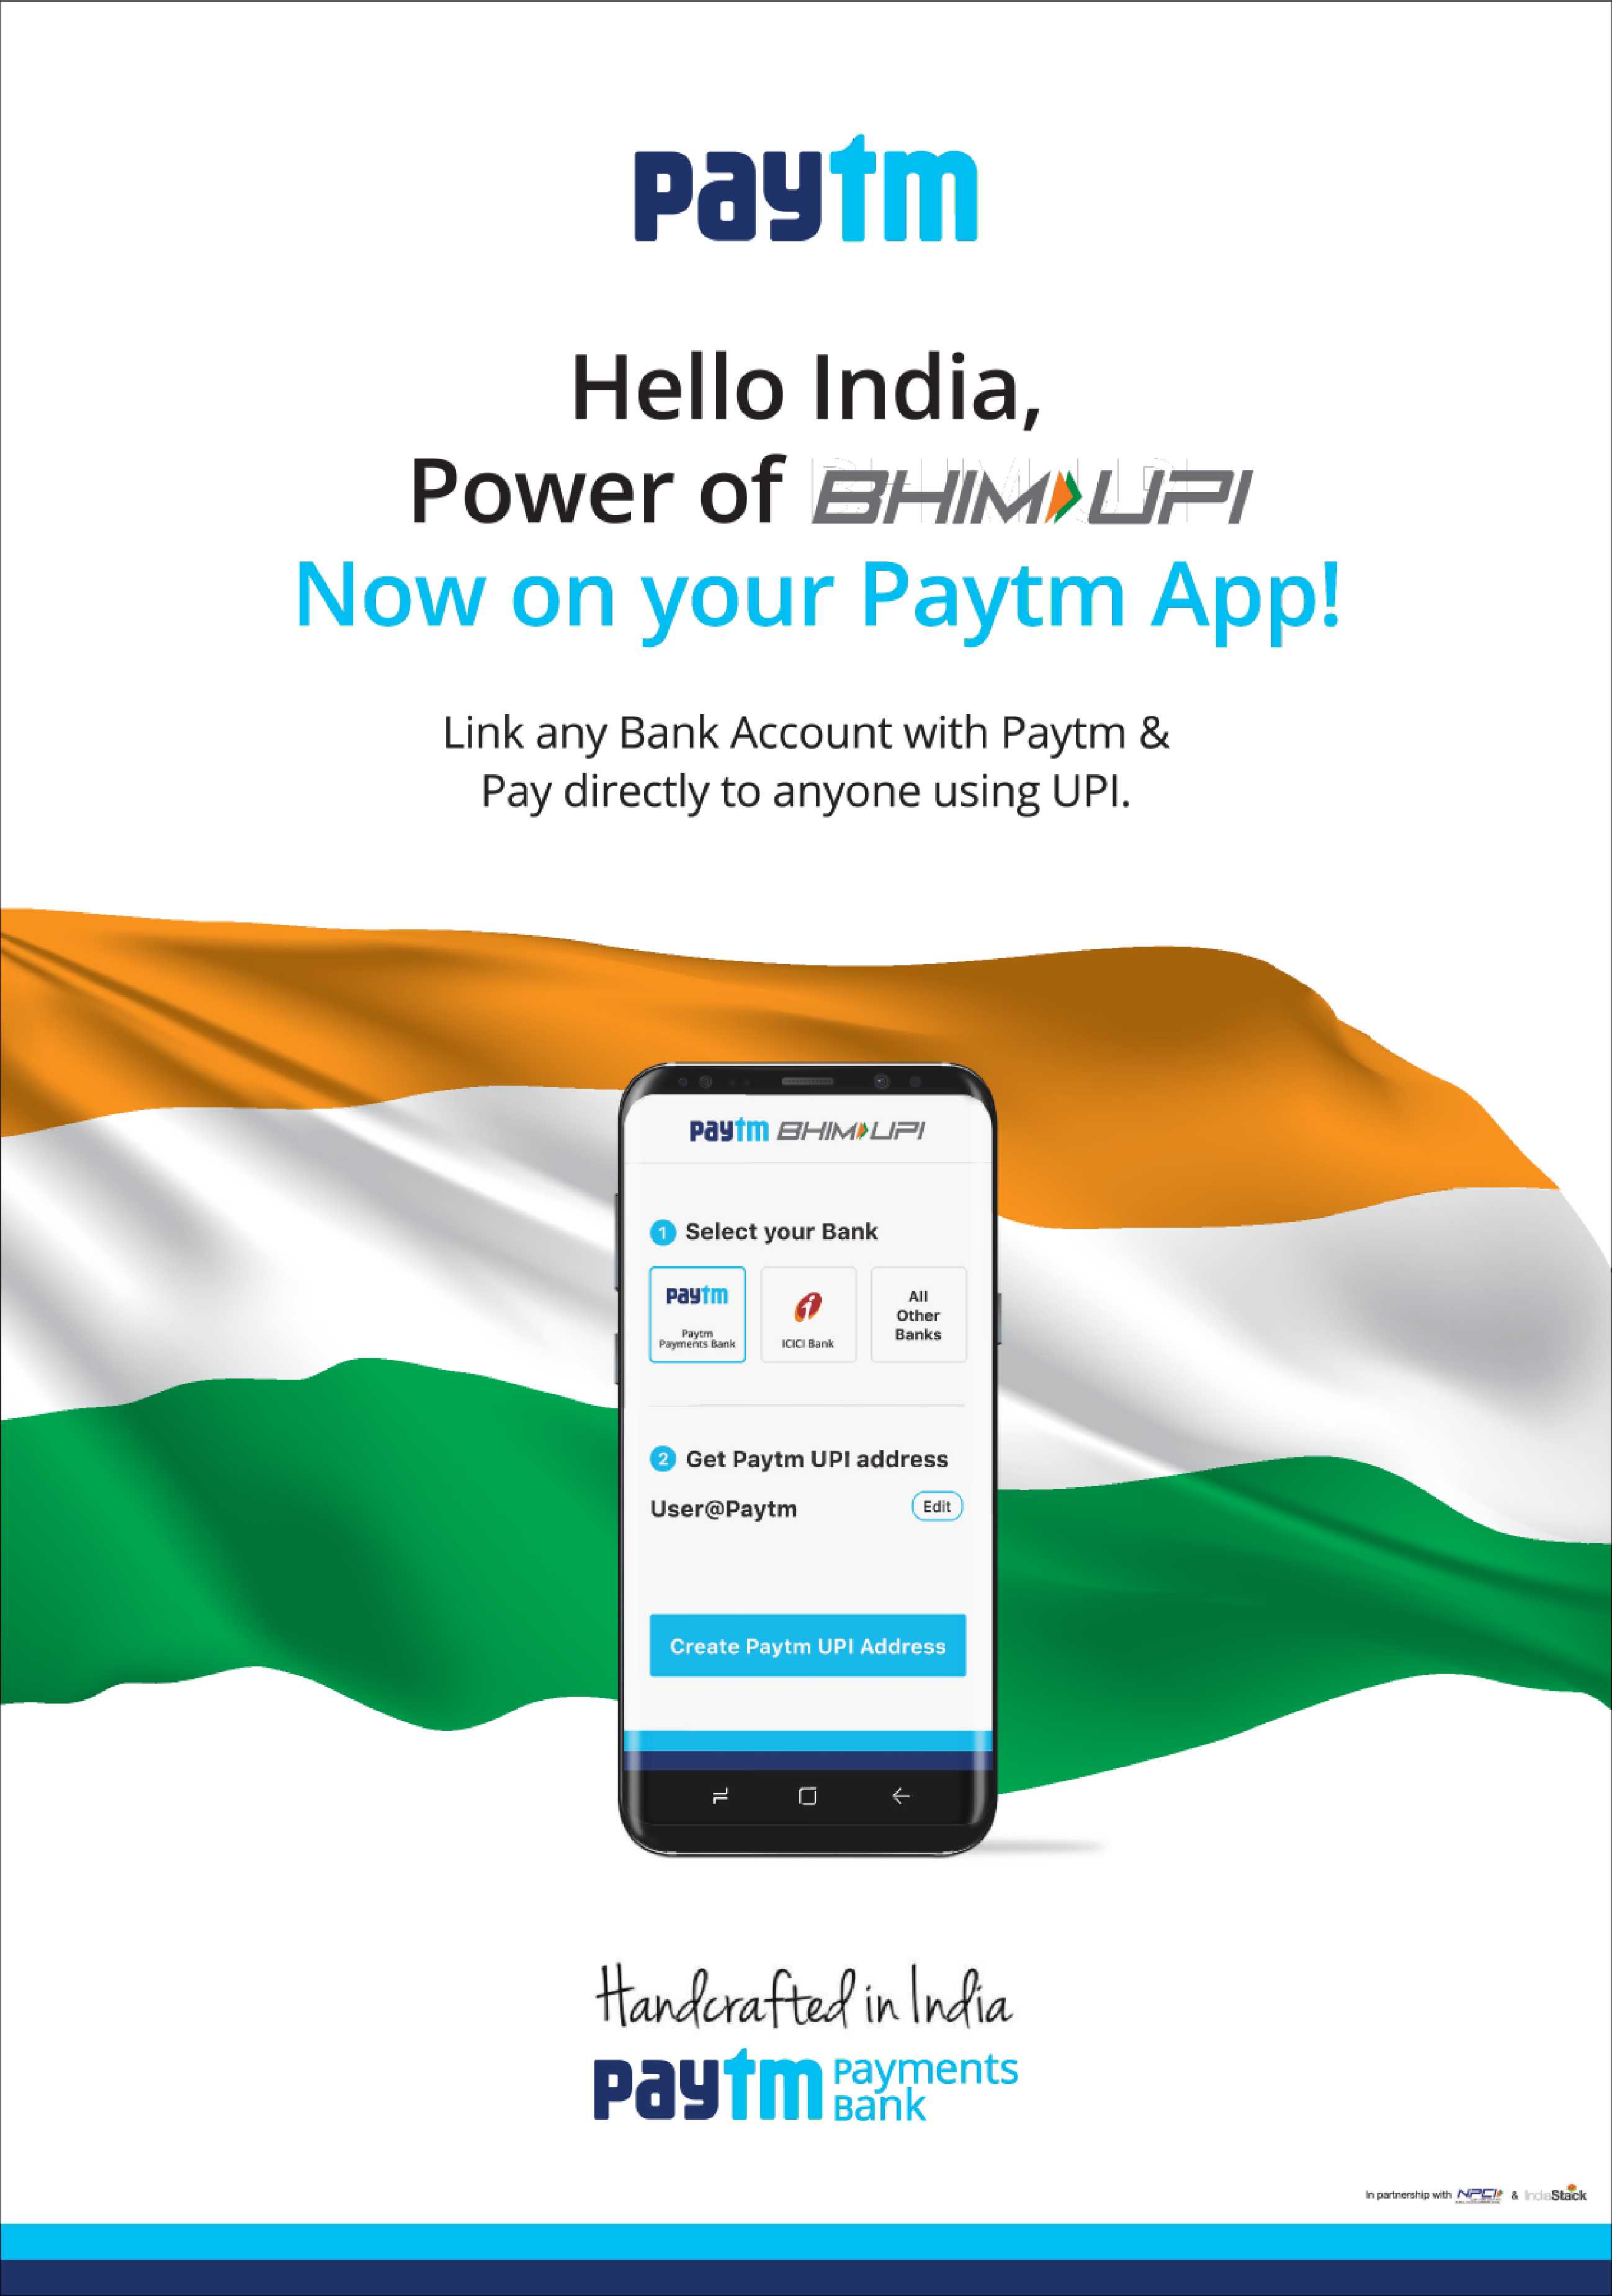 paytm
Hello India,
Power of BHIM UPI
Now on your Paytm App!
Link any Bank Account with Paytm &
Pay directly to anyone using UPI.
paytm BHIM UPI
1 Select your Bank
paytm
Paytm
Payments Bank
ICICI Bank
All
Other
Banks
2 Get Paytm UPI address
User@Paytm
Edit
Create Paytm UPI Address
Handcrafted in India
paytm Payments
Bank
In partnership with NPCI & IndiaStack